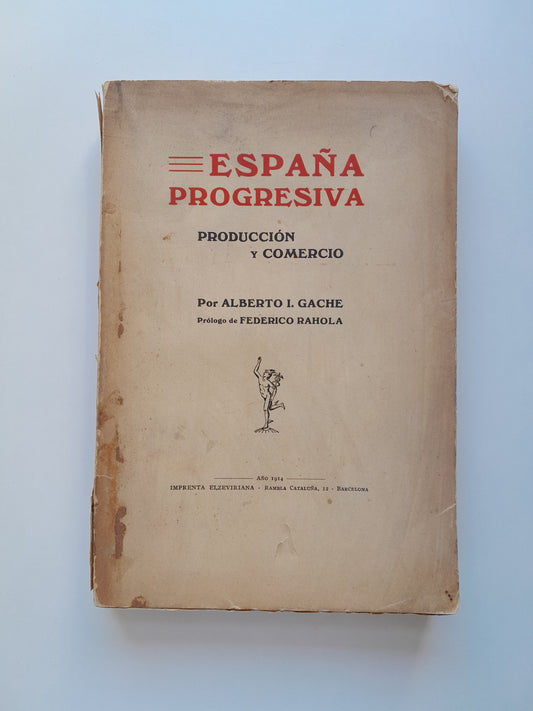 ESPAÑA
PROGRESIVA
PRODUCCIÓN
Y COMERCIO
Por ALBERTO I. GACHE
Prólogo de FEDERICO RAHOLA
AÑO 1914
IMPRENTA ELZEVIRIANA - RAMBLA CATALUÑA, 12 - BARCELONA